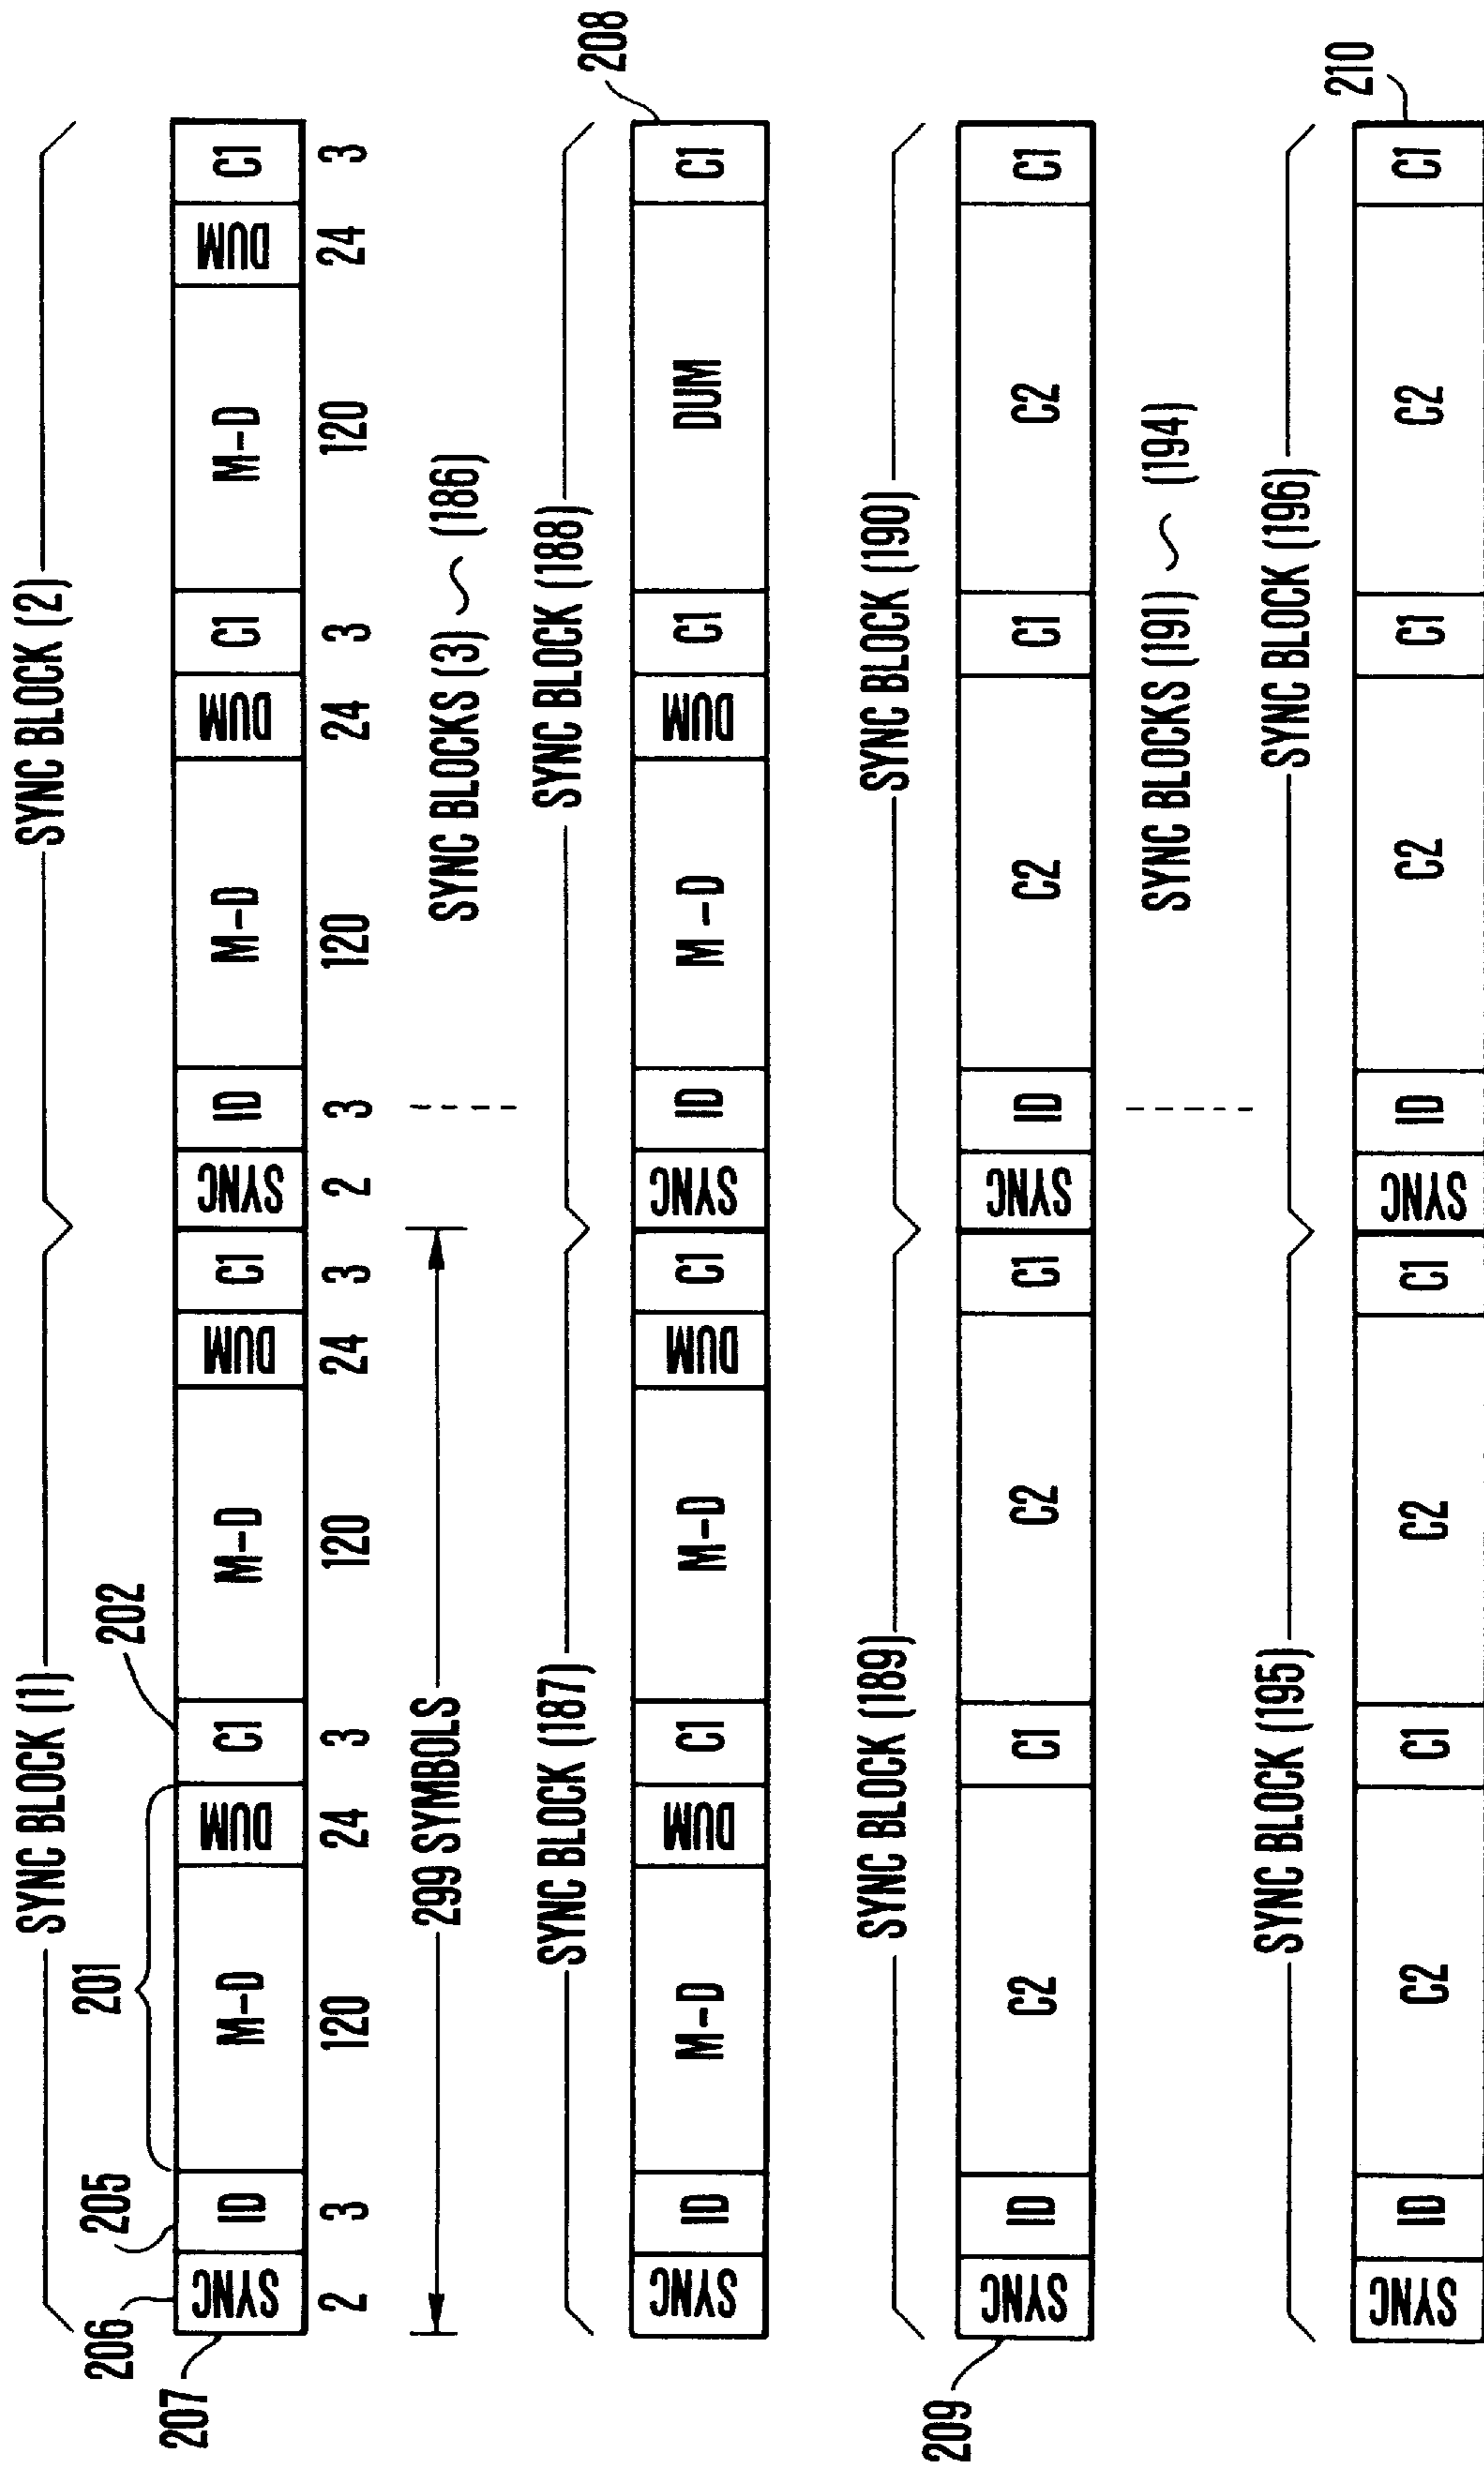 SYNC BLOCK (1) SYNC BLOCK (2)
206 205 201 202
207
SYNC ID M-D DUM C1 M-D DUM C1 SYNC ID M-D DUM C1 M-D DUM C1
2 3 120 24 3 120 24 3 2 3 120 24 3 120 24 3
299 SYMBOLS SYNC BLOCKS (3) ~ (186)
SYNC BLOCK (187) SYNC BLOCK (188)
208
SYNC ID M-D DUM C1 M-D DUM C1 SYNC ID M-D DUM C1 DUM C1
SYNC BLOCK (189) SYNC BLOCK (190)
209
SYNC ID C2 C1 C2 C1 SYNC ID C2 C1 C2 C1
SYNC BLOCKS (191) ~ (194)
SYNC BLOCK (195) SYNC BLOCK (196)
210
SYNC ID C2 C1 C2 C1 SYNC ID C2 C1 C2 C1